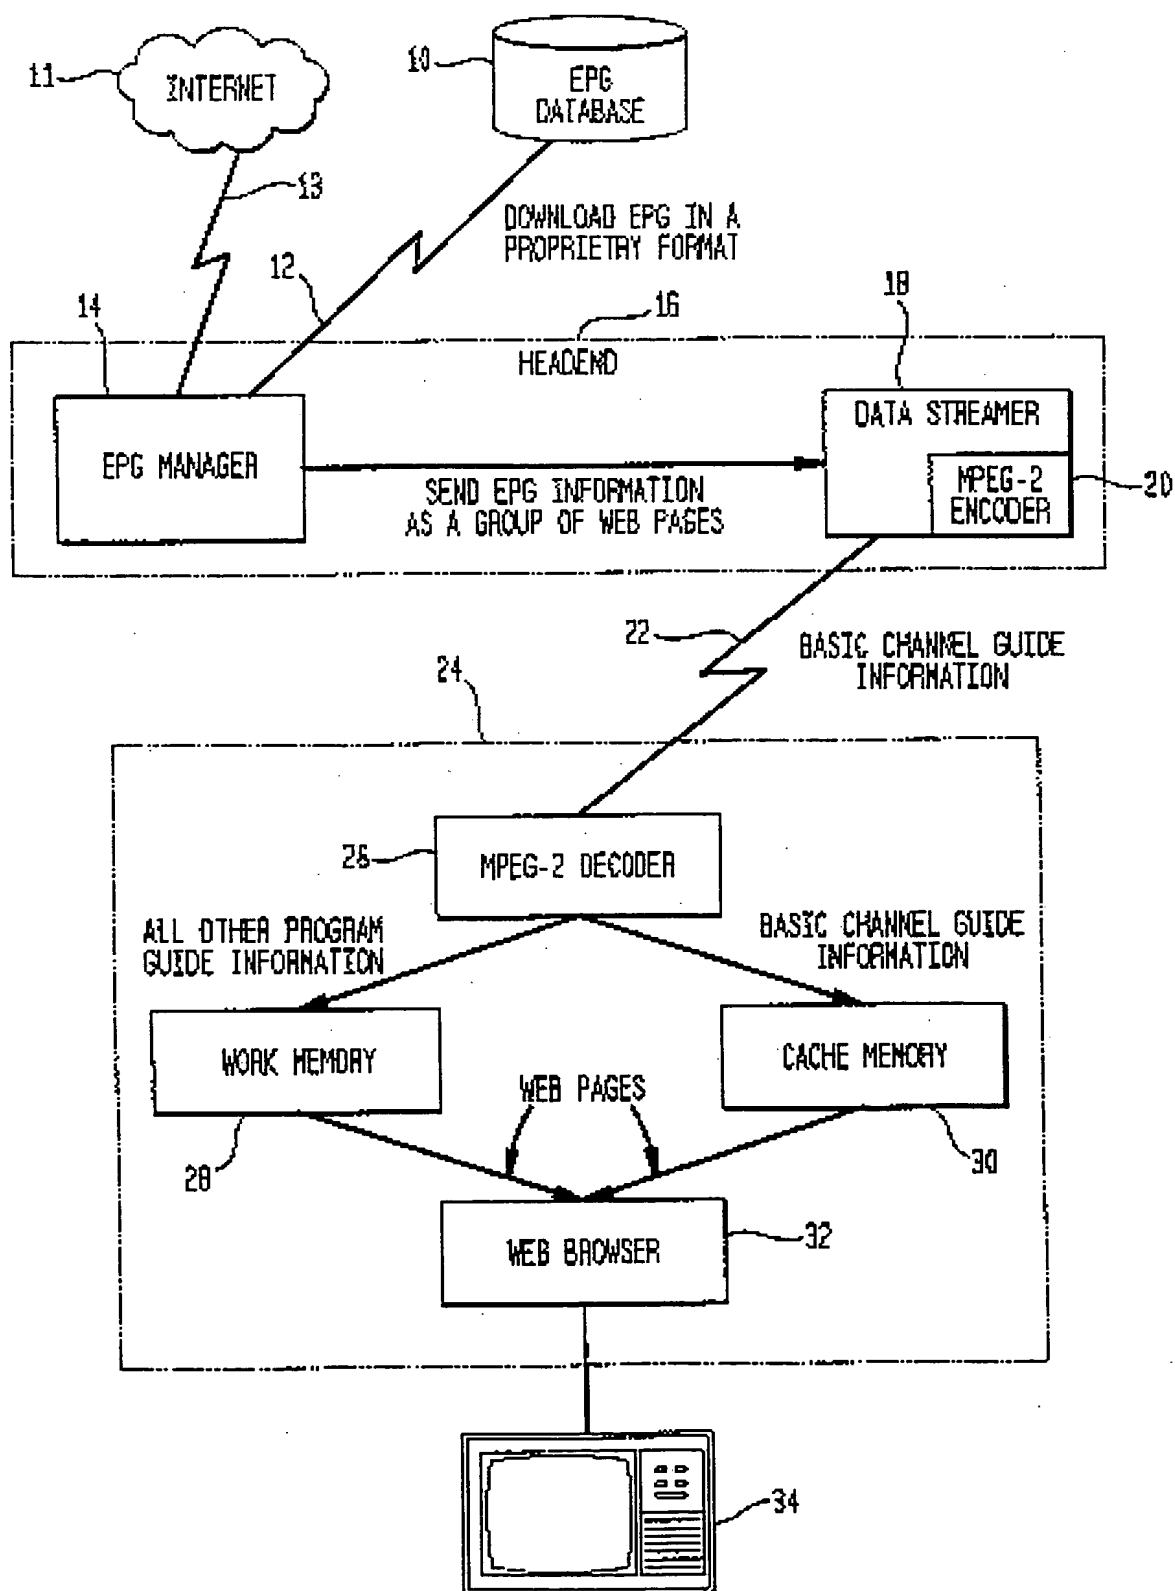 11
INTERNET
10
EPG
DATABASE
13
DOWNLOAD EPG IN A
PROPRIETRY FORMAT
12
14
16
18
HEADEND
EPG MANAGER
DATA STREAMER
SEND EPG INFORMATION
AS A GROUP OF WEB PAGES
MPEG-2
ENCODER
20
22
BASIC CHANNEL GUIDE
INFORMATION
24
26
MPEG-2 DECODER
ALL OTHER PROGRAM
GUIDE INFORMATION
BASIC CHANNEL GUIDE
INFORMATION
WORK MEMORY
CACHE MEMORY
WEB PAGES
28
30
WEB BROWSER
32
34